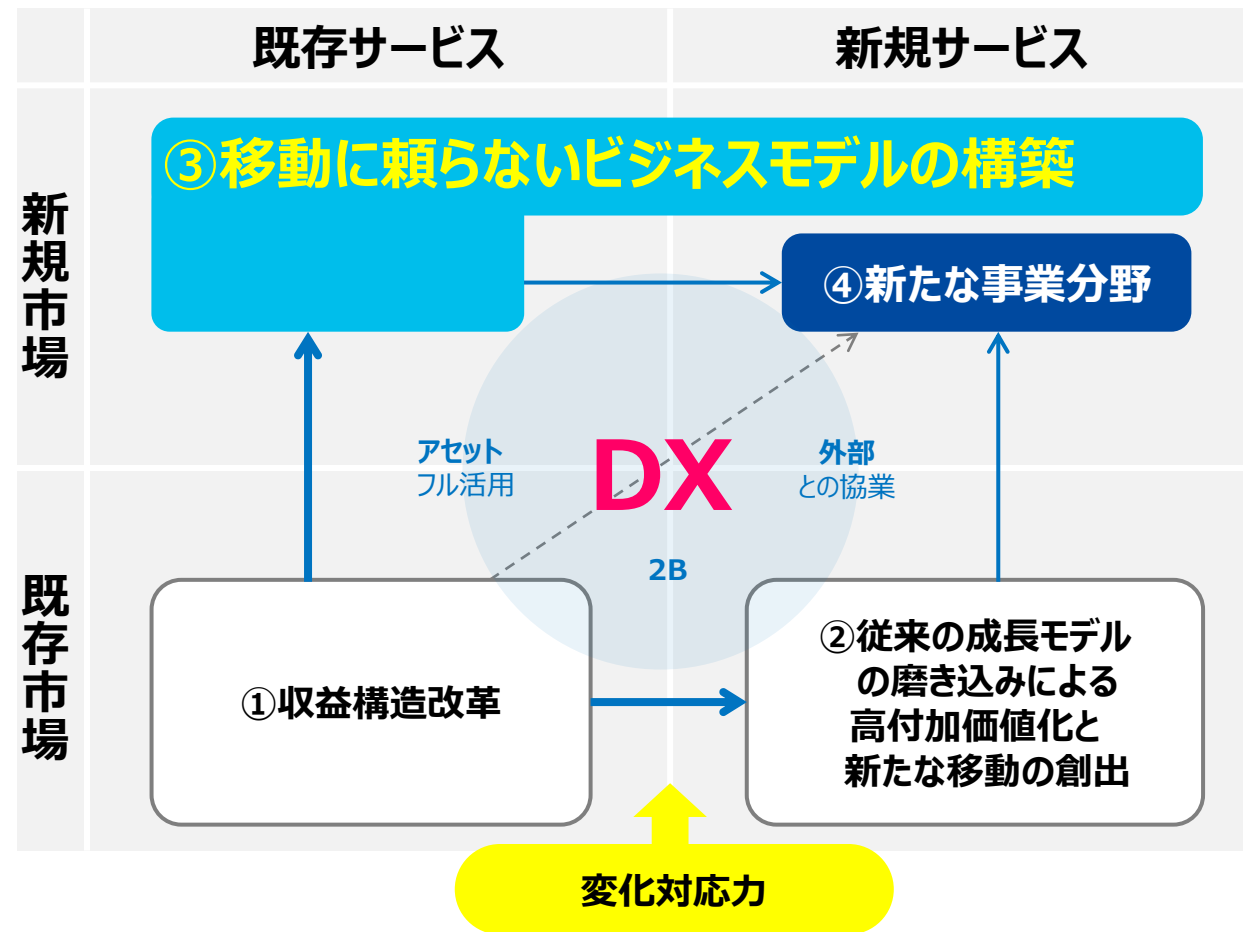 既存サービス
新規サービス
新規市場
③移動に頼らないビジネスモデルの構築
④新たな事業分野
アセット
フル活用
DX
外部
との協業
2B
既存市場
①収益構造改革
②従来の成長モデル
の磨き込みによる
高付加価値化と
新たな移動の創出
変化対応力